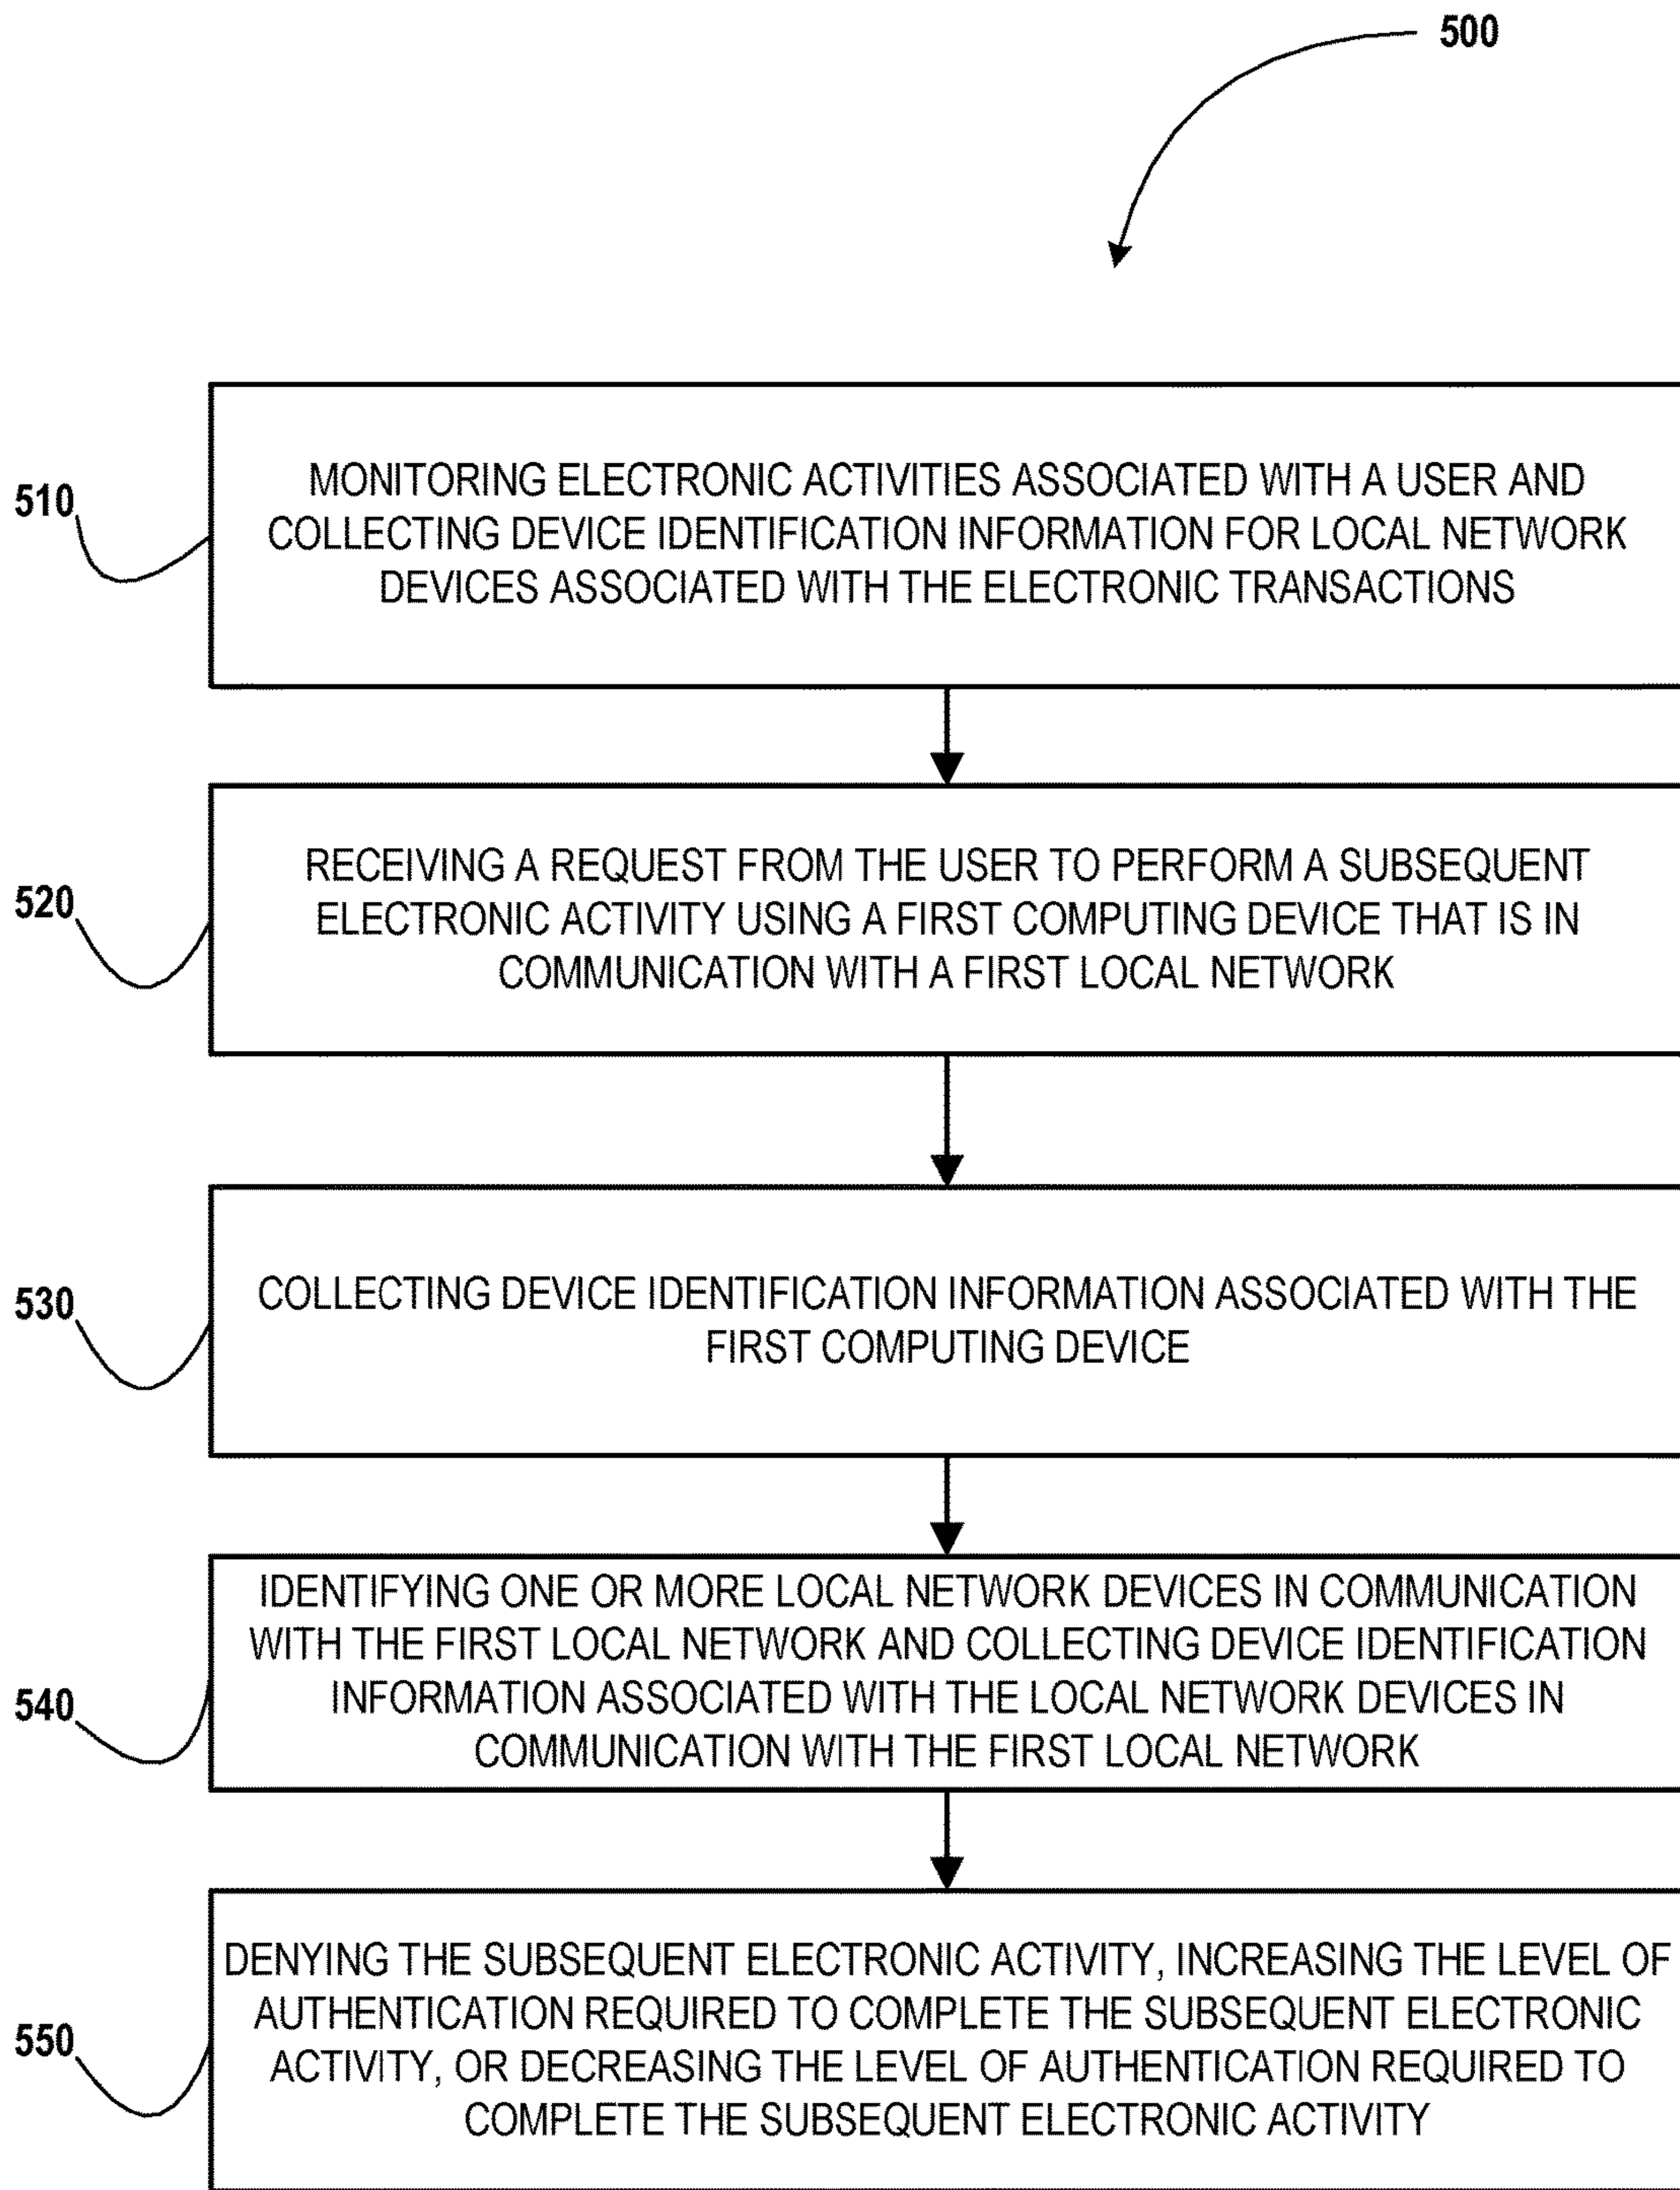 500
510
MONITORING ELECTRONIC ACTIVITIES ASSOCIATED WITH A USER AND
COLLECTING DEVICE IDENTIFICATION INFORMATION FOR LOCAL NETWORK
DEVICES ASSOCIATED WITH THE ELECTRONIC TRANSACTIONS
520
RECEIVING A REQUEST FROM THE USER TO PERFORM A SUBSEQUENT
ELECTRONIC ACTIVITY USING A FIRST COMPUTING DEVICE THAT IS IN
COMMUNICATION WITH A FIRST LOCAL NETWORK
530
COLLECTING DEVICE IDENTIFICATION INFORMATION ASSOCIATED WITH THE
FIRST COMPUTING DEVICE
540
IDENTIFYING ONE OR MORE LOCAL NETWORK DEVICES IN COMMUNICATION
WITH THE FIRST LOCAL NETWORK AND COLLECTING DEVICE IDENTIFICATION
INFORMATION ASSOCIATED WITH THE LOCAL NETWORK DEVICES IN
COMMUNICATION WITH THE FIRST LOCAL NETWORK
550
DENYING THE SUBSEQUENT ELECTRONIC ACTIVITY, INCREASING THE LEVEL OF
AUTHENTICATION REQUIRED TO COMPLETE THE SUBSEQUENT ELECTRONIC
ACTIVITY, OR DECREASING THE LEVEL OF AUTHENTICATION REQUIRED TO
COMPLETE THE SUBSEQUENT ELECTRONIC ACTIVITY